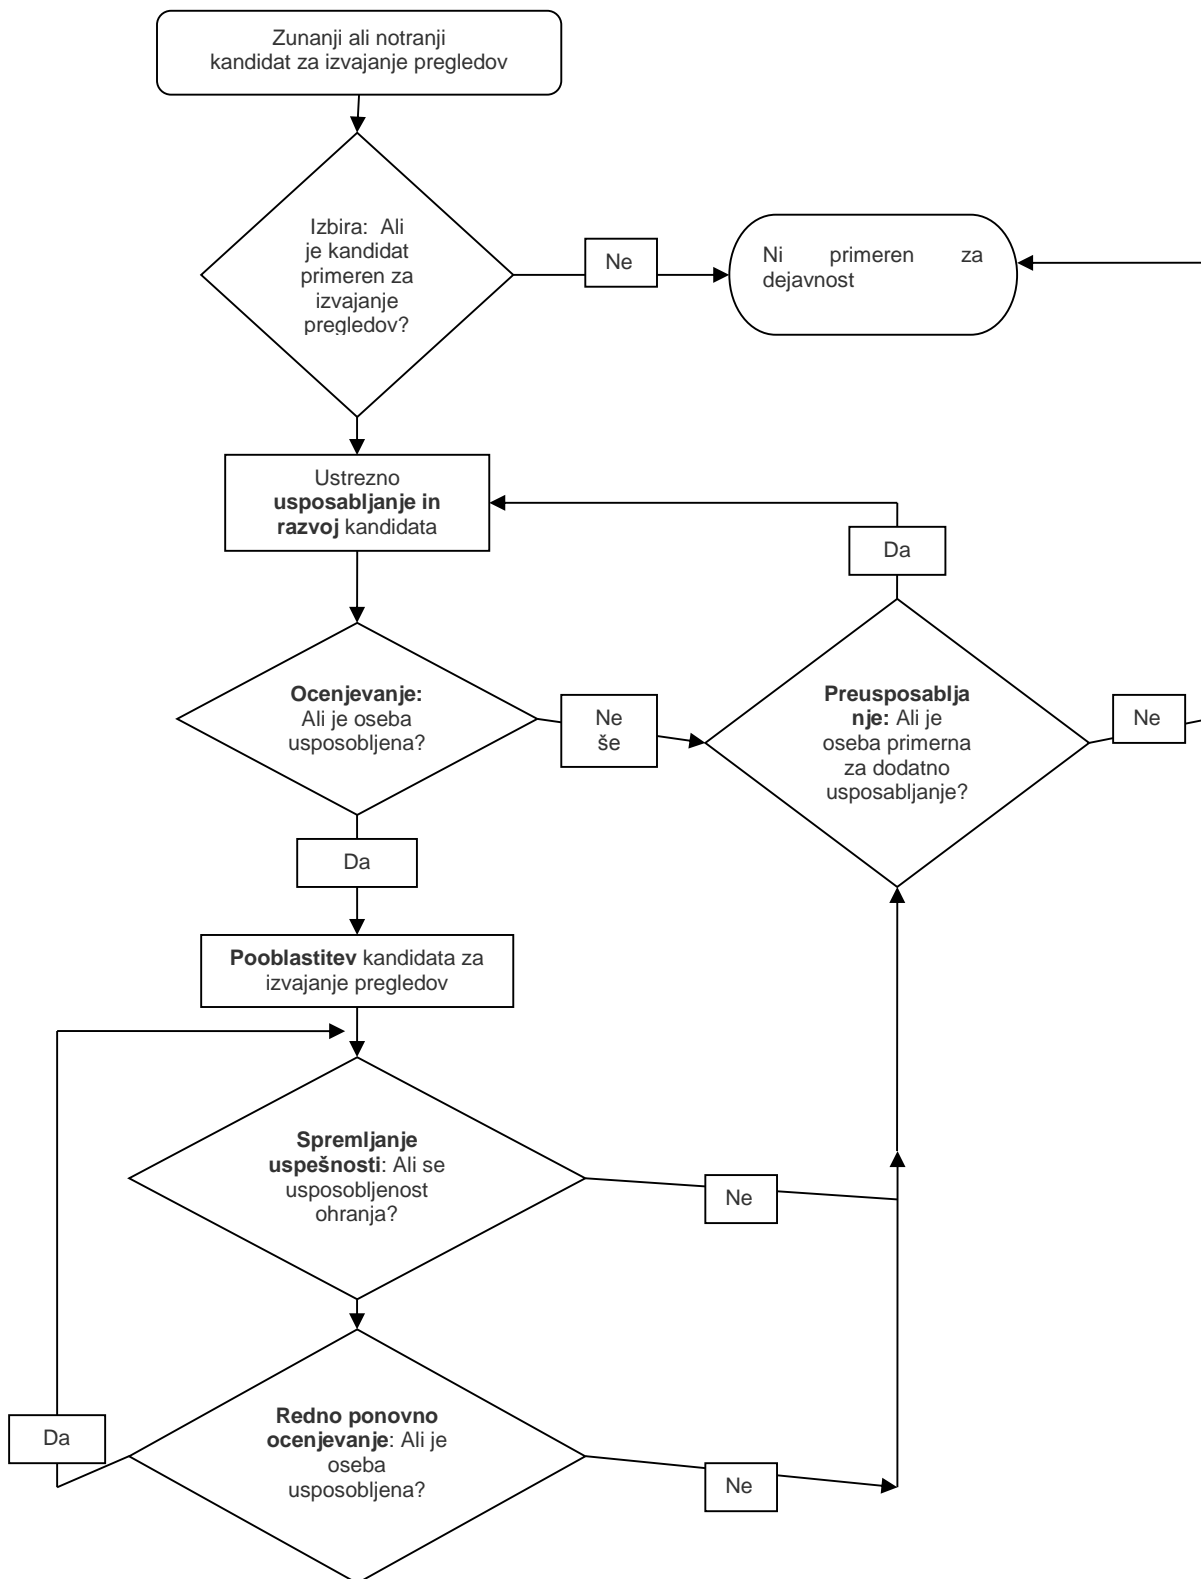 Zunanji ali notranji
kandidat za izvajanje pregledov
Izbira: Ali
je kandidat
primeren za
izvajanje
pregledov?
Ne
Ni primeren za
dejavnost
Ustrezno
usposabljanje in
razvoj kandidata
Da
Ocenjevanje:
Ali je oseba
usposobljena?
Ne
še
Preusposablja
nje: Ali je
oseba primerna
za dodatno
usposabljanje?
Ne
Da
Pooblastitev kandidata za
izvajanje pregledov
Spremljanje
uspešnosti: Ali se
usposobljenost
ohranja?
Ne
Da
Redno ponovno
ocenjevanje: Ali je
oseba
usposobljena?
Ne